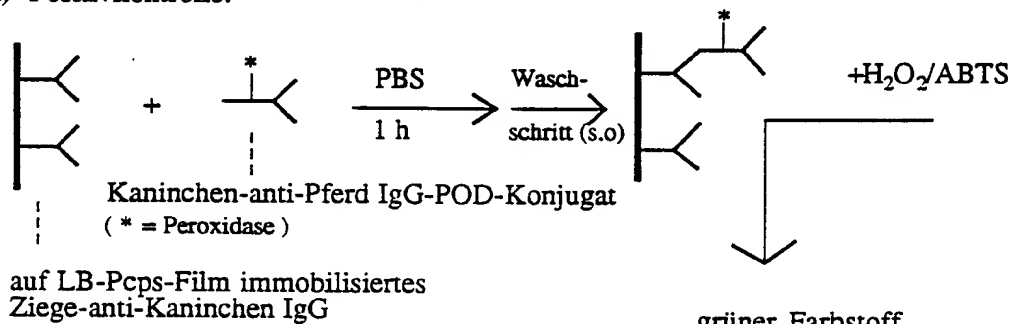 *
*
PBS
Wasch-
+H₂O₂/ABTS
+
1 h
schritt (s.o)
Kaninchen-anti-Pferd IgG-POD-Konjugat
( * = Peroxidase )
auf LB-Pcps-Film immobilisiertes
Ziege-anti-Kaninchen IgG
grüner Farbstoff